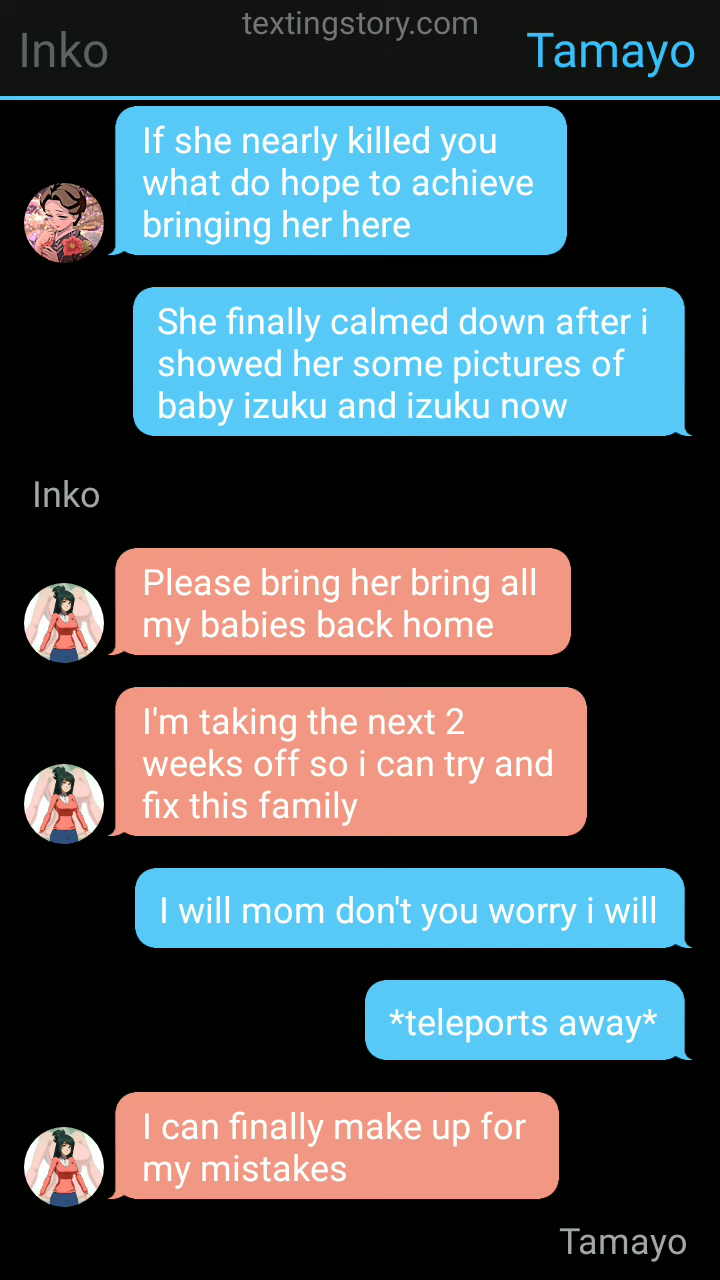 textingstory.com
Inko
Tamayo
If she nearly killed you
what do hope to achieve
bringing her here
She finally calmed down after i
showed her some pictures of
baby izuku and izuku now
Inko
Please bring her bring all
my babies back home
I'm taking the next 2
weeks off so i can try and
fix this family
I will mom don't you worry i will
*teleports away*
I can finally make up for
my mistakes
Tamayo